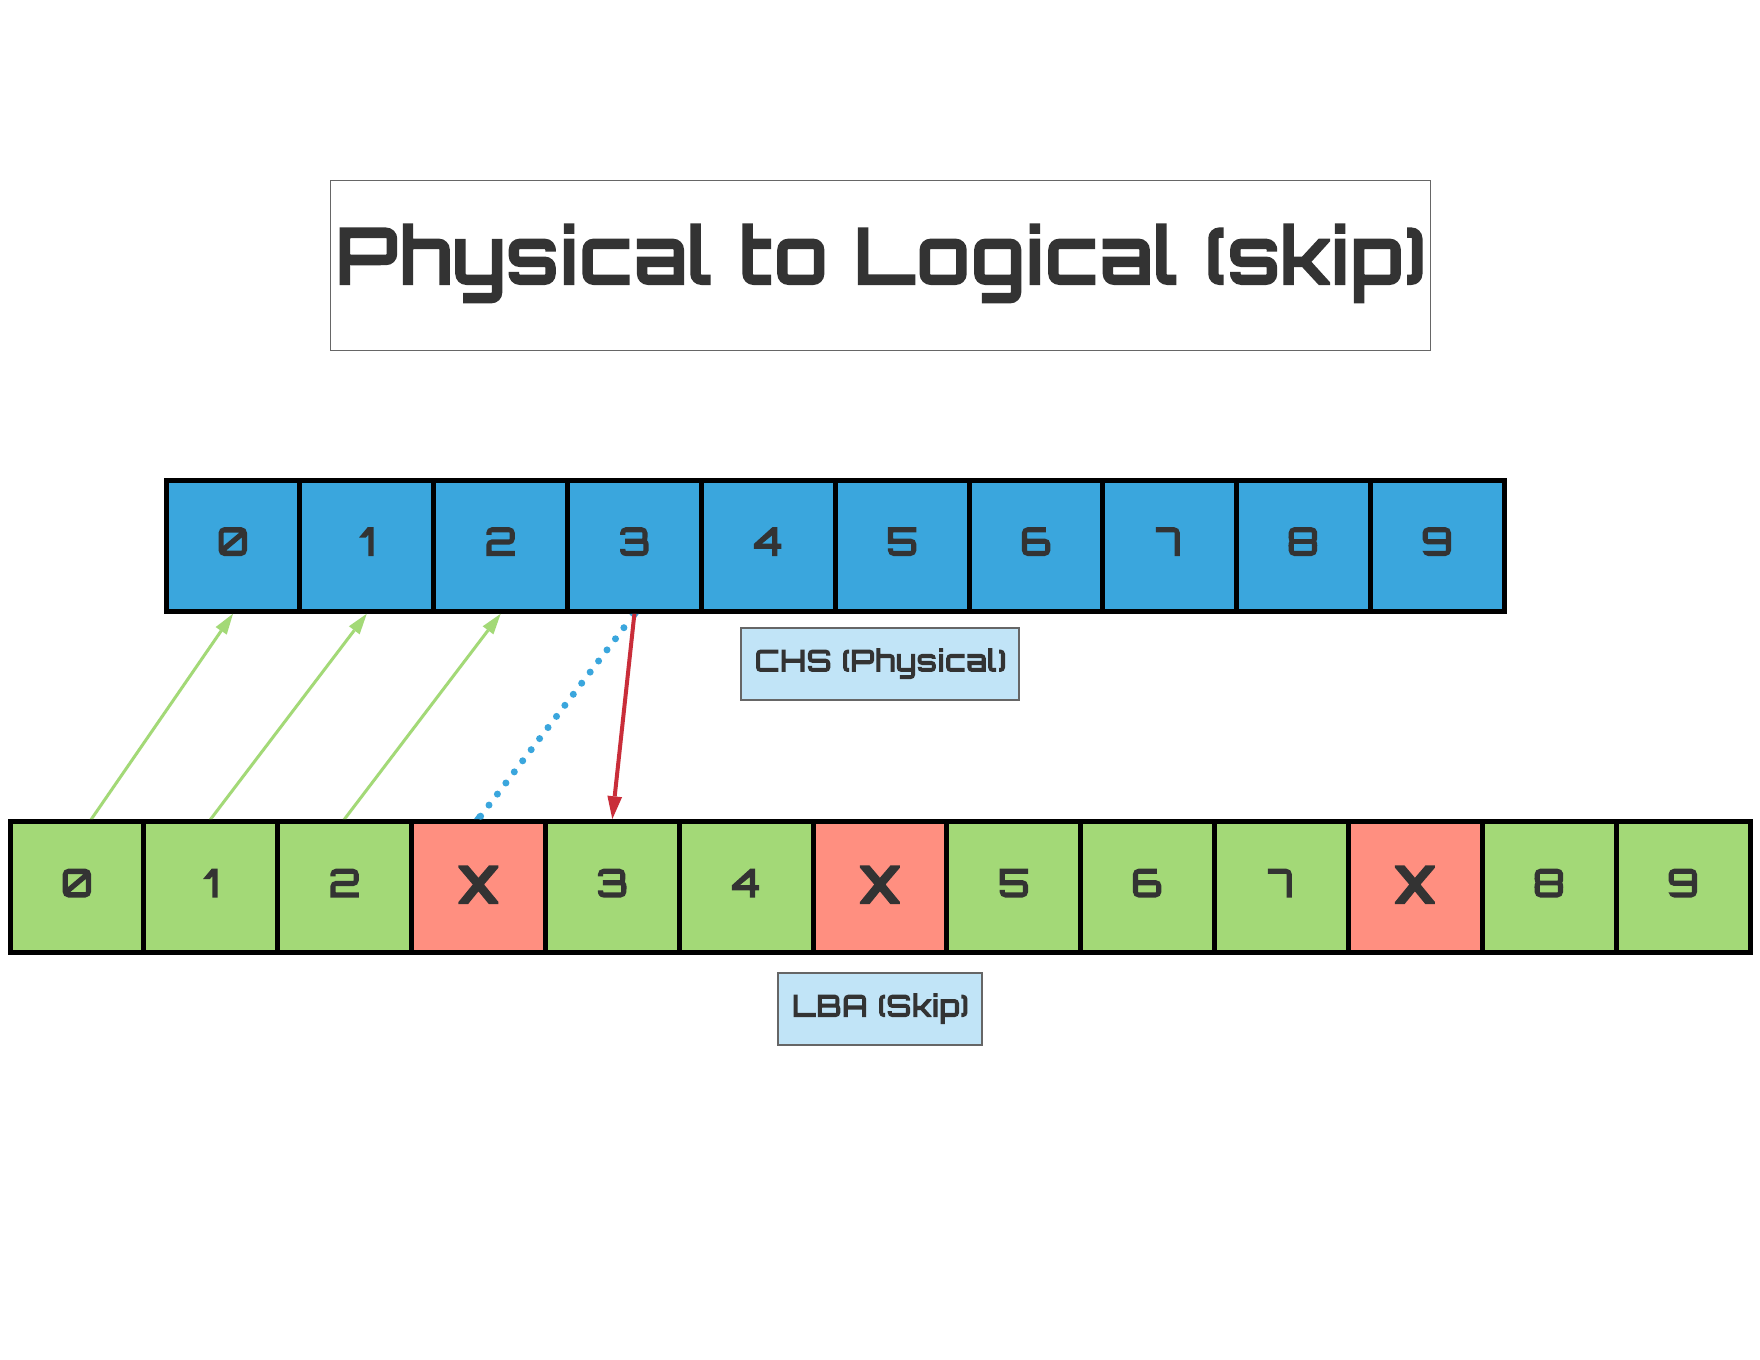 Physical to Logical (skip)
0 1 2 3 4 5 6 7 8 9
CHS (Physical)
0 1 2 X 3 4 X 5 6 7 X 8 9
LBA (Skip)